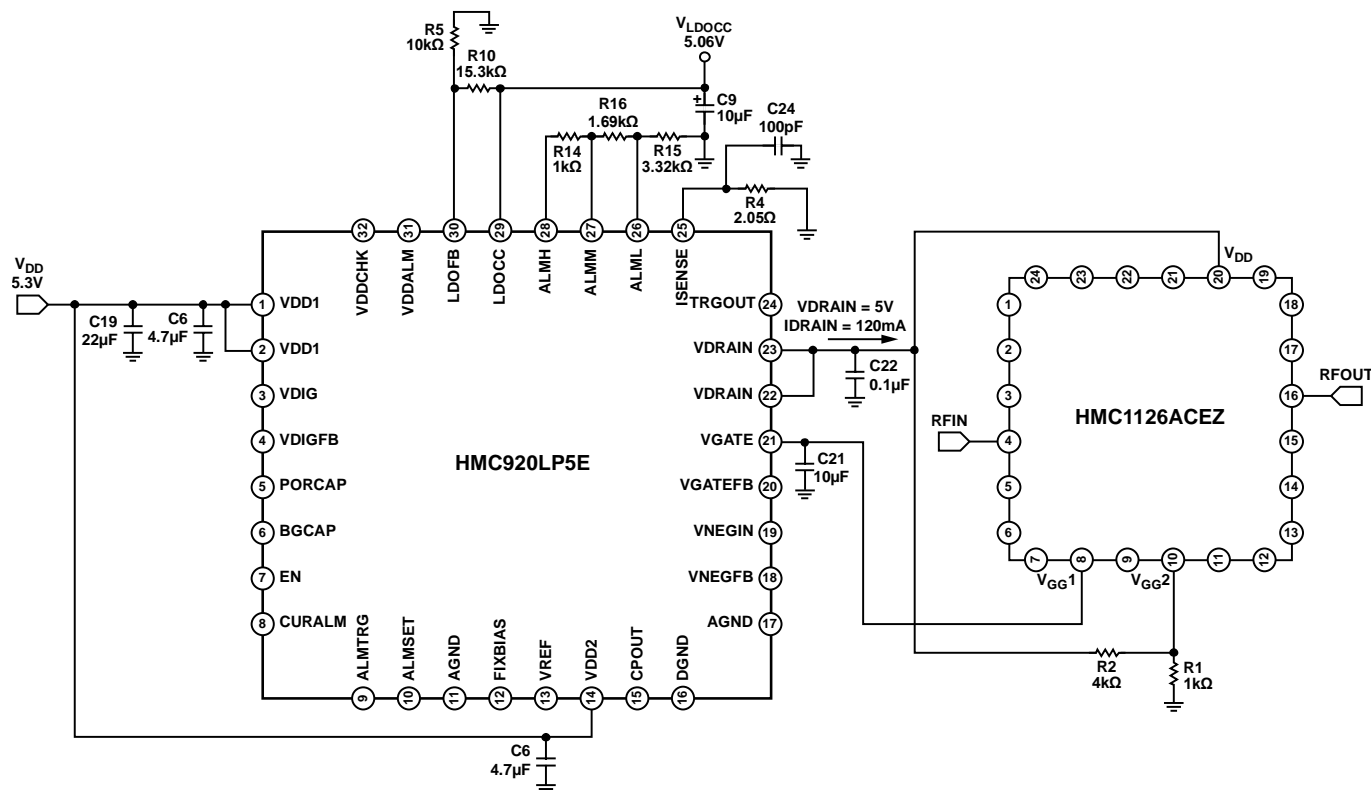 R5
10kΩ
R10
15.3kΩ
VLDOCC
5.06V
+
C9
10µF
R16
1.69kΩ
R14
1kΩ
R15
3.32kΩ
C24
100pF
R4
2.05Ω
32
31
30
29
28
27
26
25
VDDCHK
VDDALM
LDOFB
LDOCC
ALMH
ALMM
ALML
ISENSE
VDD
5.3V
C19
22µF
C6
4.7µF
1 VDD1
2 VDD1
3 VDIG
4 VDIGFB
5 PORCAP
6 BGCAP
7 EN
8 CURALM
HMC920LP5E
TRGOUT 24
VDRAIN 23
VDRAIN 22
VGATE 21
VGATEFB 20
VNEGIN 19
VNEGFB 18
AGND 17
ALMTRG
ALMSET
AGND
FIXBIAS
VREF
VDD2
CPOUT
DGND
9
10
11
12
13
14
15
16
C6
4.7µF
VDRAIN = 5V
IDRAIN = 120mA
C22
0.1µF
C21
10µF
VDD
24
23
22
21
20
19
1
2
3
4
5
6
RFIN
HMC1126ACEZ
18
17
16
15
14
13
RFOUT
7
8
9
10
11
12
VGG1
VGG2
R2
4kΩ
R1
1kΩ